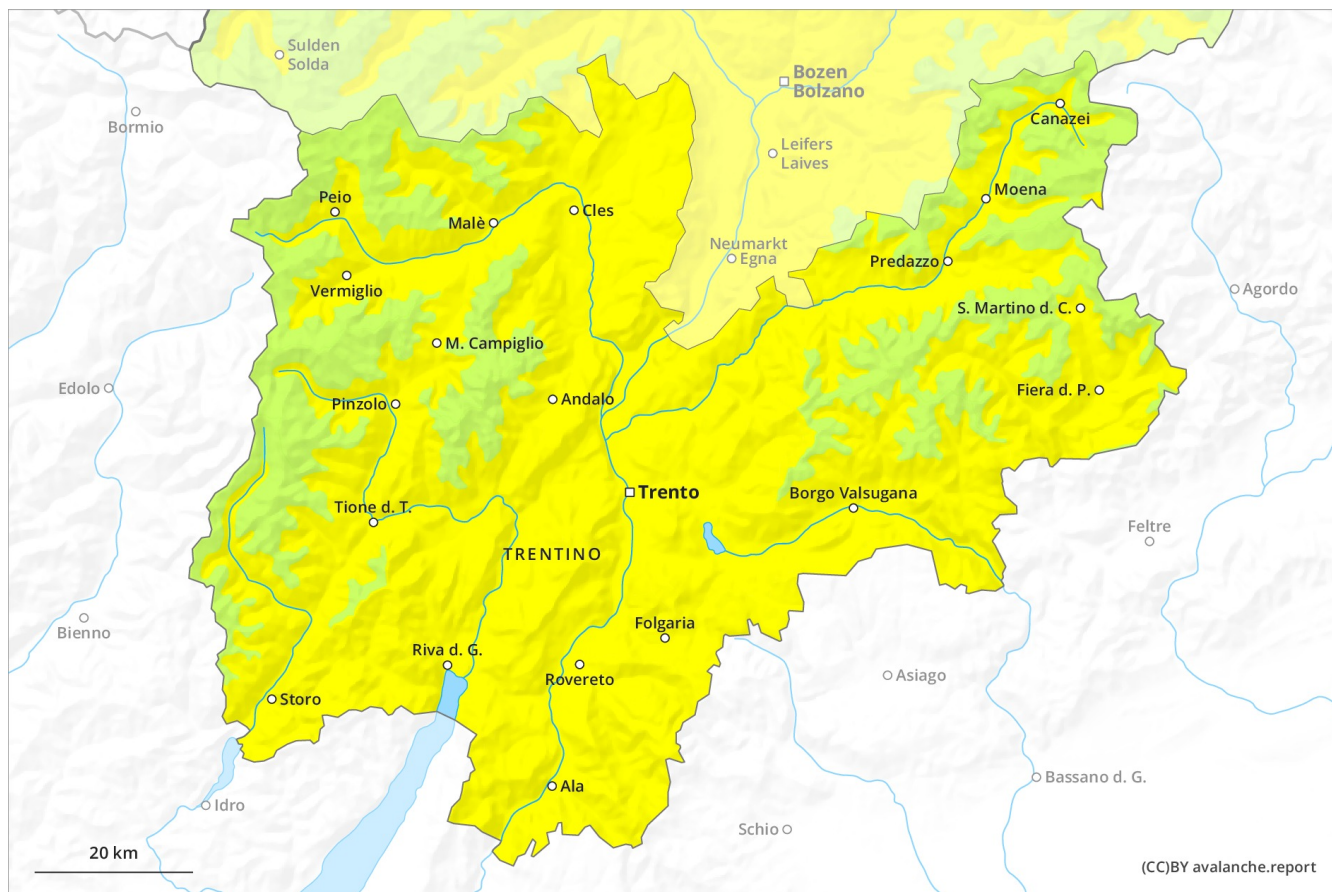 Sulden
Solda
Bozen
Bolzano
Bormio
Canazei
Leifers
Laives
Peio
Moena
Malè
Cles
Neumarkt
Egna
Predazzo
Vermiglio
Agordo
S. Martino d. C.
M. Campiglio
Edolo
Fiera d. P.
Andalo
Pinzolo
Trento
Borgo Valsugana
Tione d. T.
Feltre
TRENTINO
Bienno
Folgaria
Riva d. G.
Asiago
Rovereto
Storo
Bassano d. G.
Ala
Idro
Schio
20 km
(CC)BY avalanche.report